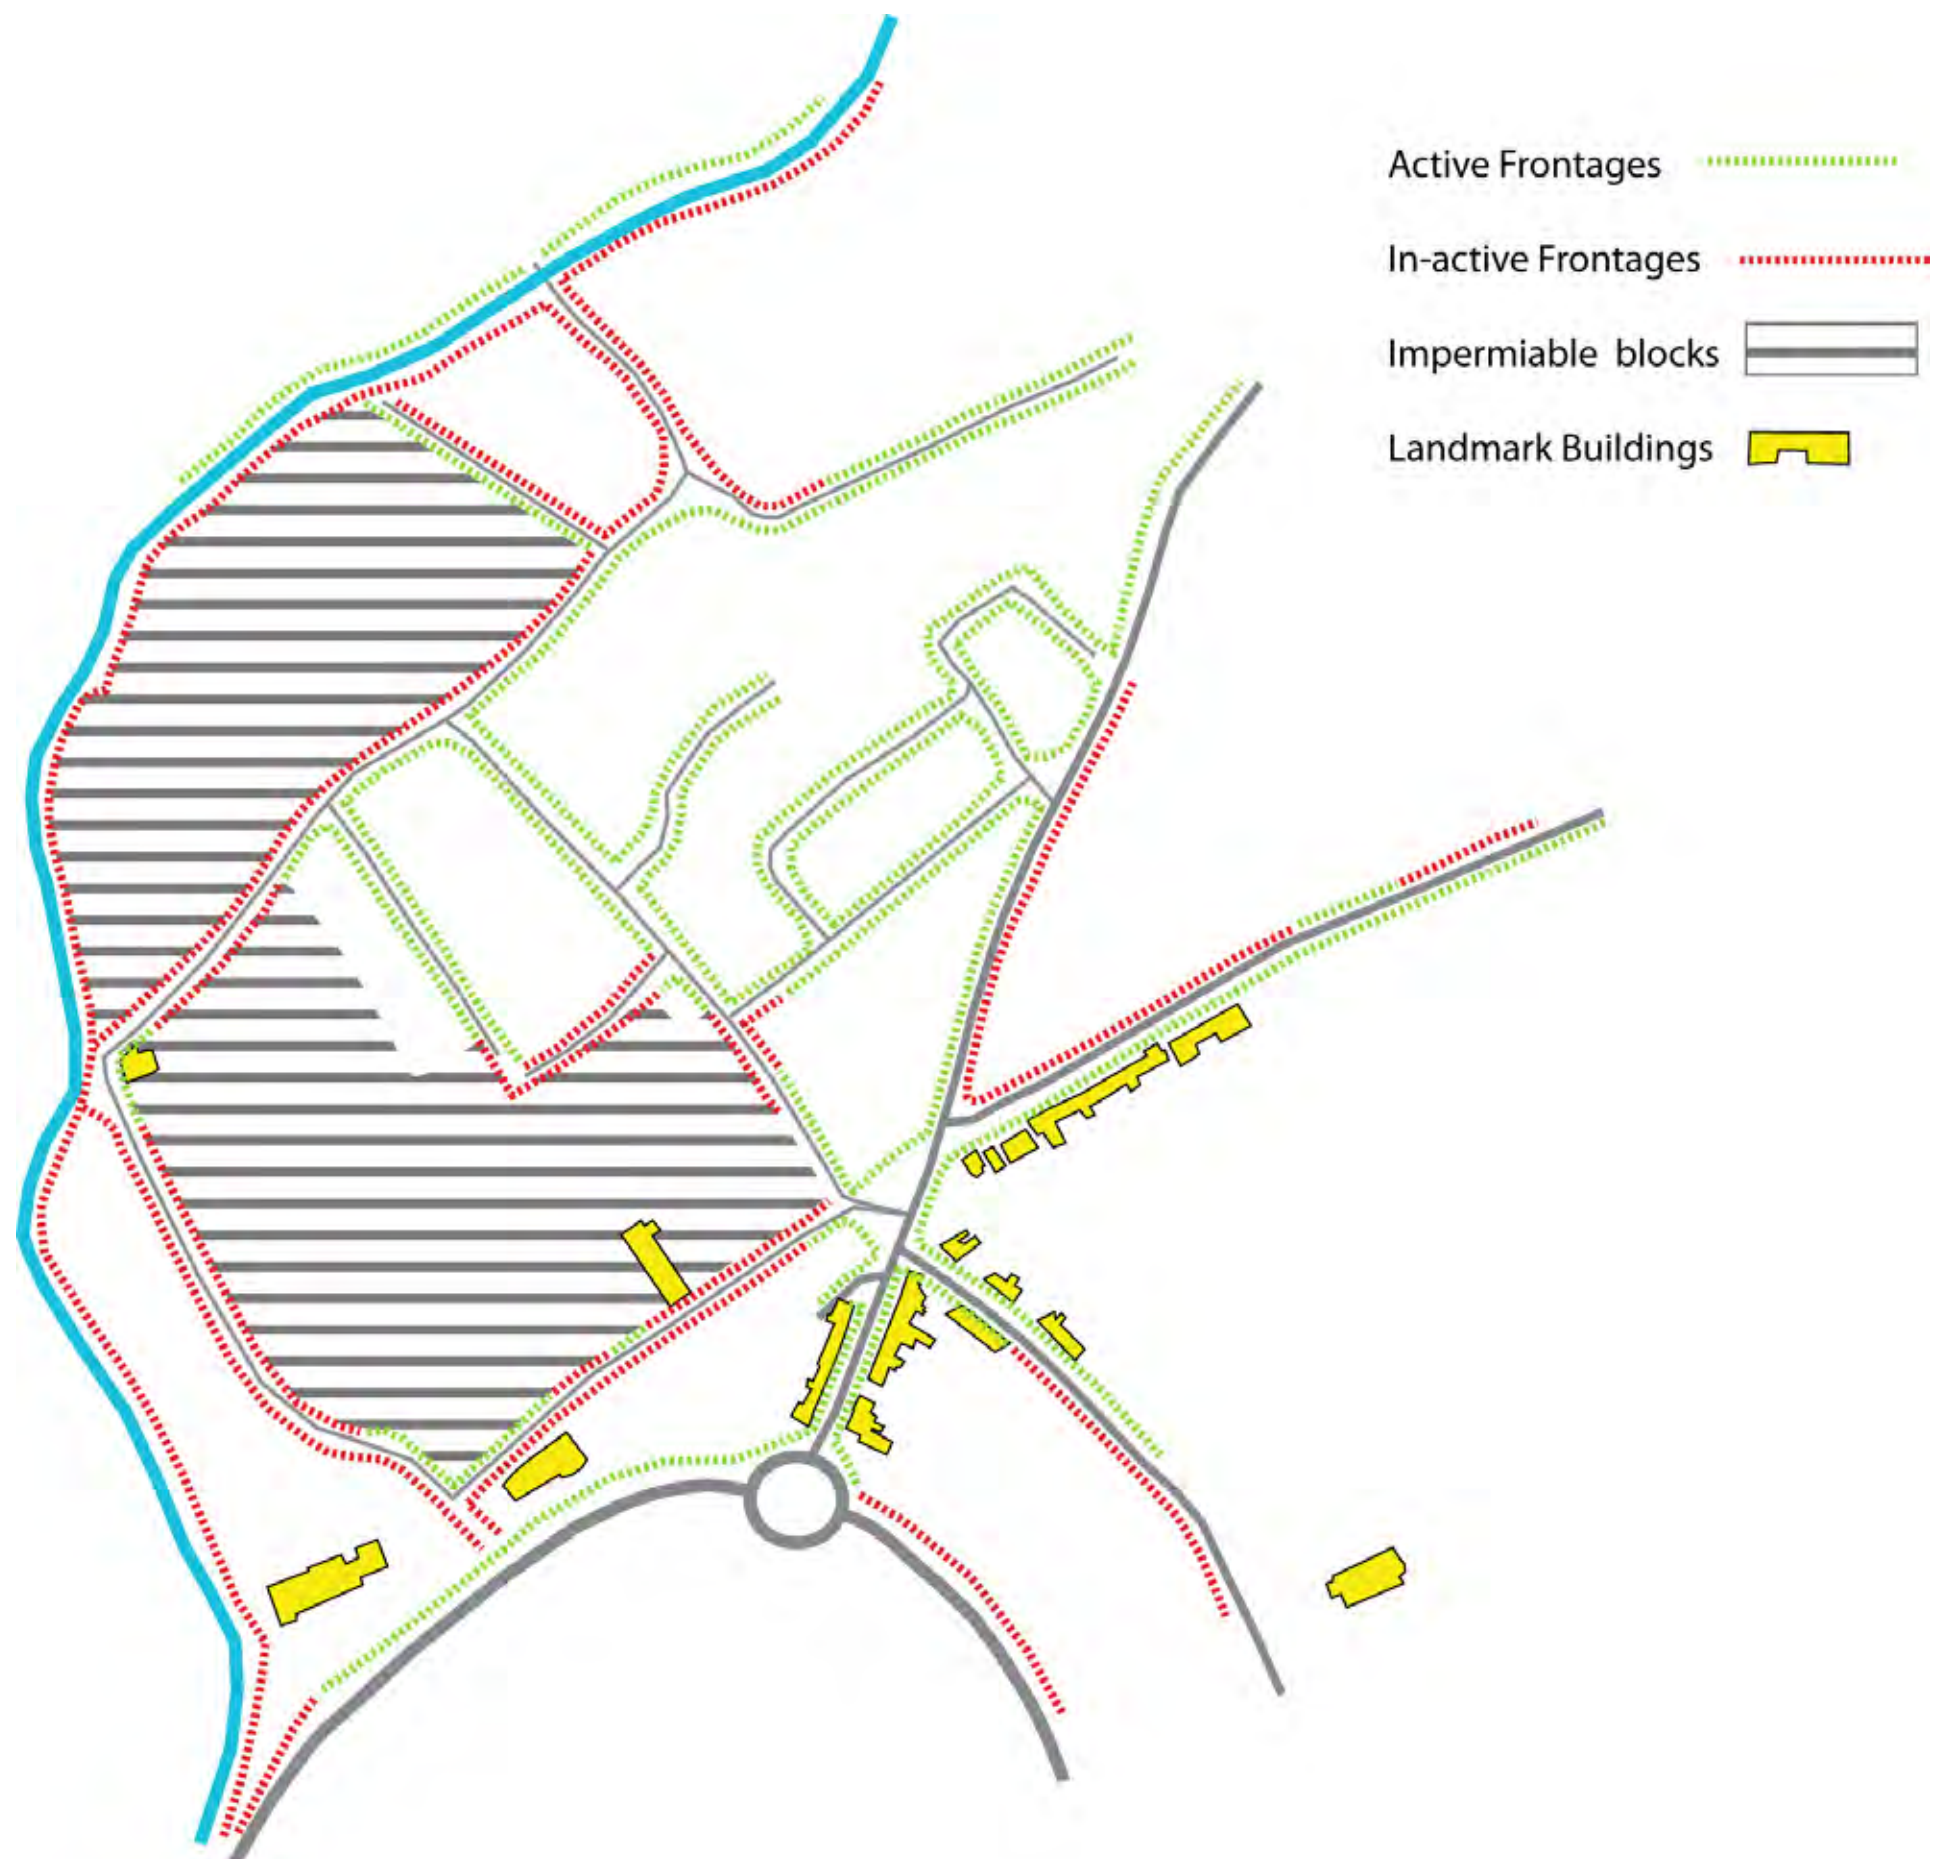 Active Frontages
In-active Frontages
Impermiable blocks
Landmark Buildings